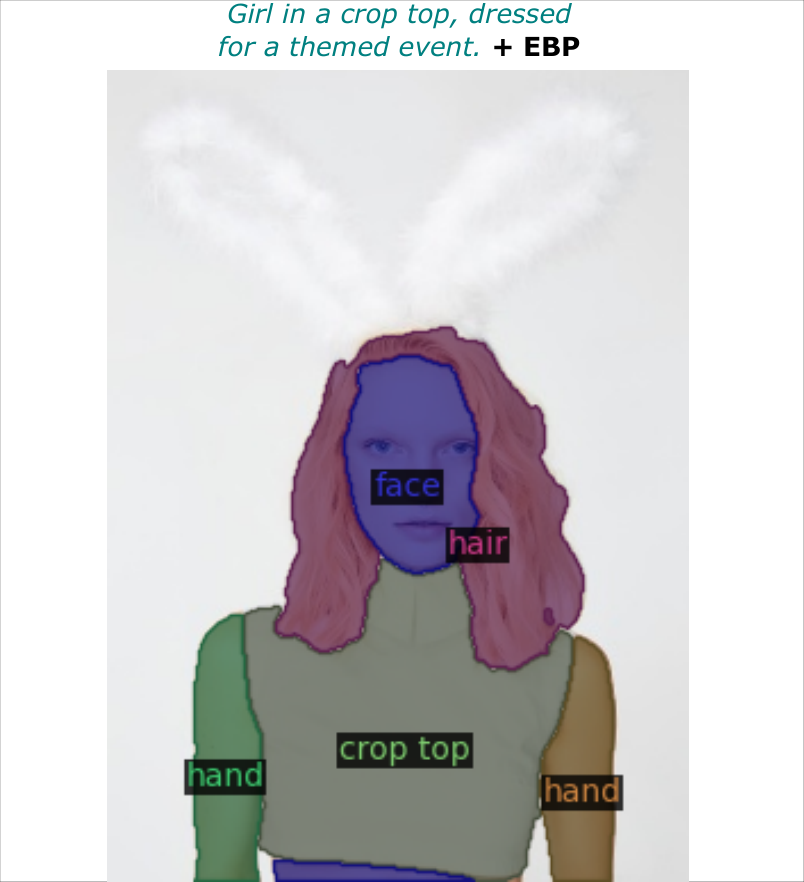 Girl in a crop top, dressed
for a themed event. + EBP
face
hair
crop top
hand
hand